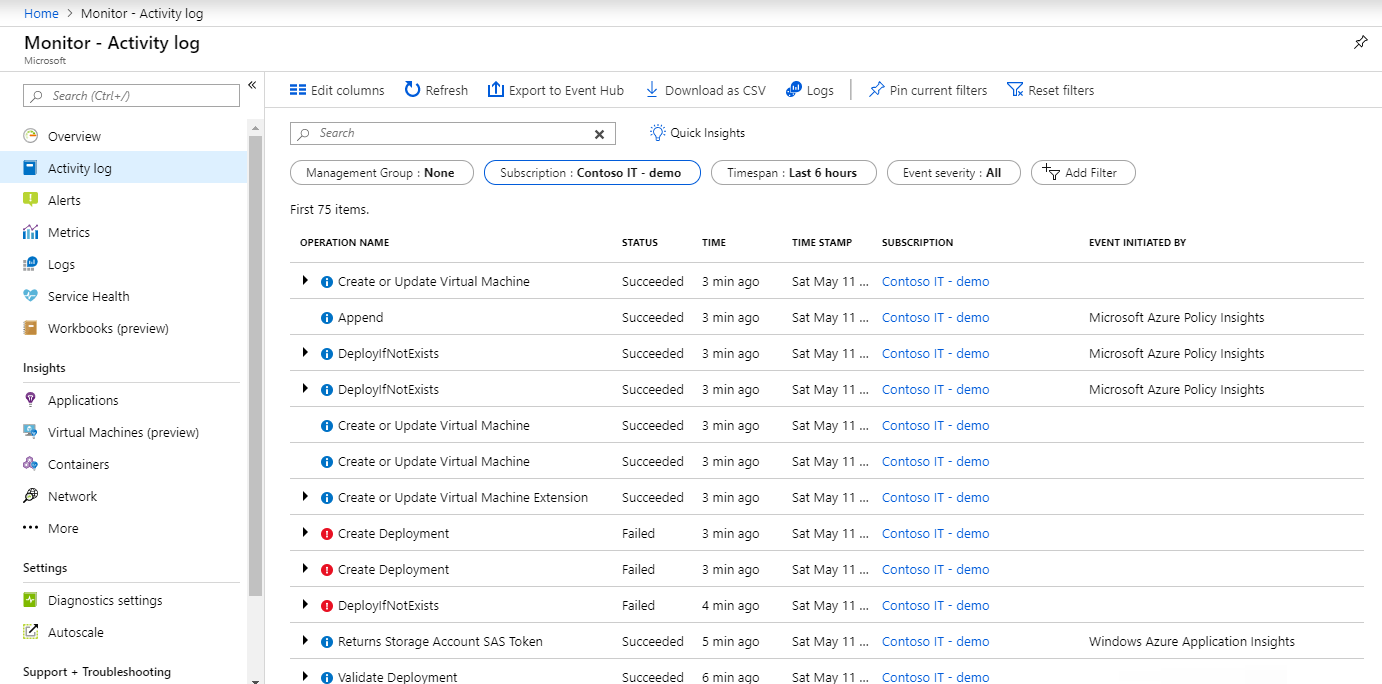 Home > Monitor - Activity log
Monitor - Activity log
Microsoft
Search (Ctrl+/)
«
Overview
Activity log
Alerts
Metrics
Logs
Service Health
Workbooks (preview)
Insights
Applications
Virtual Machines (preview)
Containers
Network
More
Settings
Diagnostics settings
Autoscale
Support + Troubleshooting
Edit columns Refresh Export to Event Hub Download as CSV Logs Pin current filters Reset filters
Search Quick Insights
Management Group : None Subscription : Contoso IT - demo Timespan : Last 6 hours Event severity : All Add Filter
First 75 items.
OPERATION NAME STATUS TIME TIME STAMP SUBSCRIPTION EVENT INITIATED BY
Create or Update Virtual Machine Succeeded 3 min ago Sat May 11 ... Contoso IT - demo
Append Succeeded 3 min ago Sat May 11 ... Contoso IT - demo Microsoft Azure Policy Insights
DeployIfNotExists Succeeded 3 min ago Sat May 11 ... Contoso IT - demo Microsoft Azure Policy Insights
DeployIfNotExists Succeeded 3 min ago Sat May 11 ... Contoso IT - demo Microsoft Azure Policy Insights
Create or Update Virtual Machine Succeeded 3 min ago Sat May 11 ... Contoso IT - demo
Create or Update Virtual Machine Succeeded 3 min ago Sat May 11 ... Contoso IT - demo
Create or Update Virtual Machine Extension Succeeded 3 min ago Sat May 11 ... Contoso IT - demo
Create Deployment Failed 3 min ago Sat May 11 ... Contoso IT - demo
Create Deployment Failed 3 min ago Sat May 11 ... Contoso IT - demo
DeployIfNotExists Failed 4 min ago Sat May 11 ... Contoso IT - demo
Returns Storage Account SAS Token Succeeded 5 min ago Sat May 11 ... Contoso IT - demo Windows Azure Application Insights
Validate Deployment Succeeded 6 min ago Sat May 11 ... Contoso IT - demo